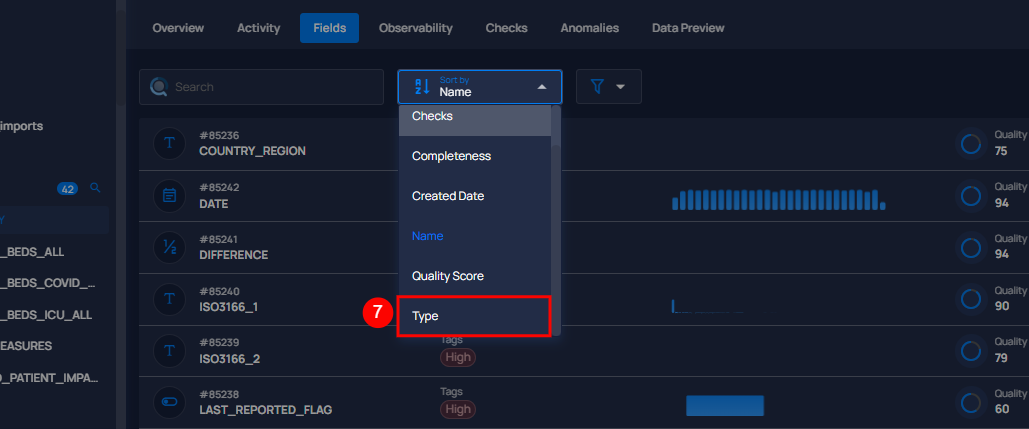 Overview Activity Fields Observability Checks Anomalies Data Preview
Search
Sort by
Name
imports
42
_BEDS_ALL
_BEDS_COVID_...
_BEDS_ICU_ALL
EASURES
_PATIENT_IMPA...
Checks
Completeness
Created Date
Name
Quality Score
7
Type
#85236
COUNTRY_REGION
Quality
75
#85242
DATE
Quality
94
#85241
DIFFERENCE
Quality
94
#85240
ISO3166_1
Quality
90
#85239
ISO3166_2
Tags
High
Quality
79
#85238
LAST_REPORTED_FLAG
Tags
High
Quality
60